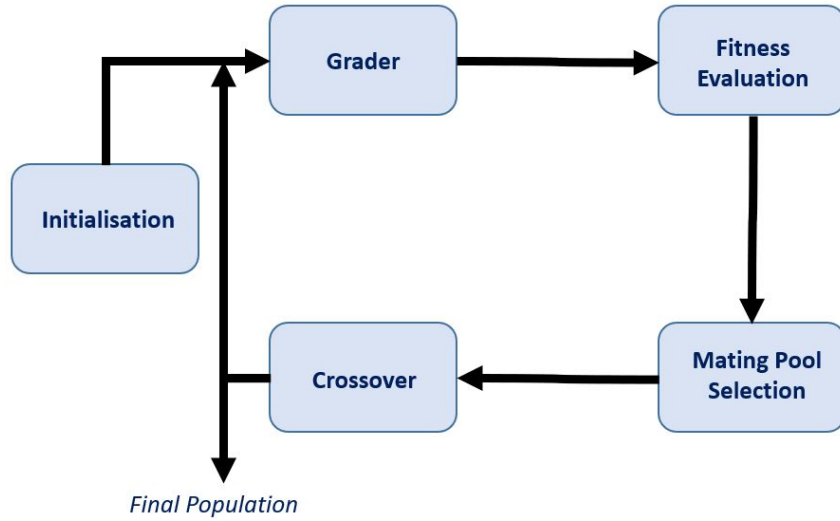 Grader
Fitness
Evaluation
Initialisation
Crossover
Mating Pool
Selection
Final Population